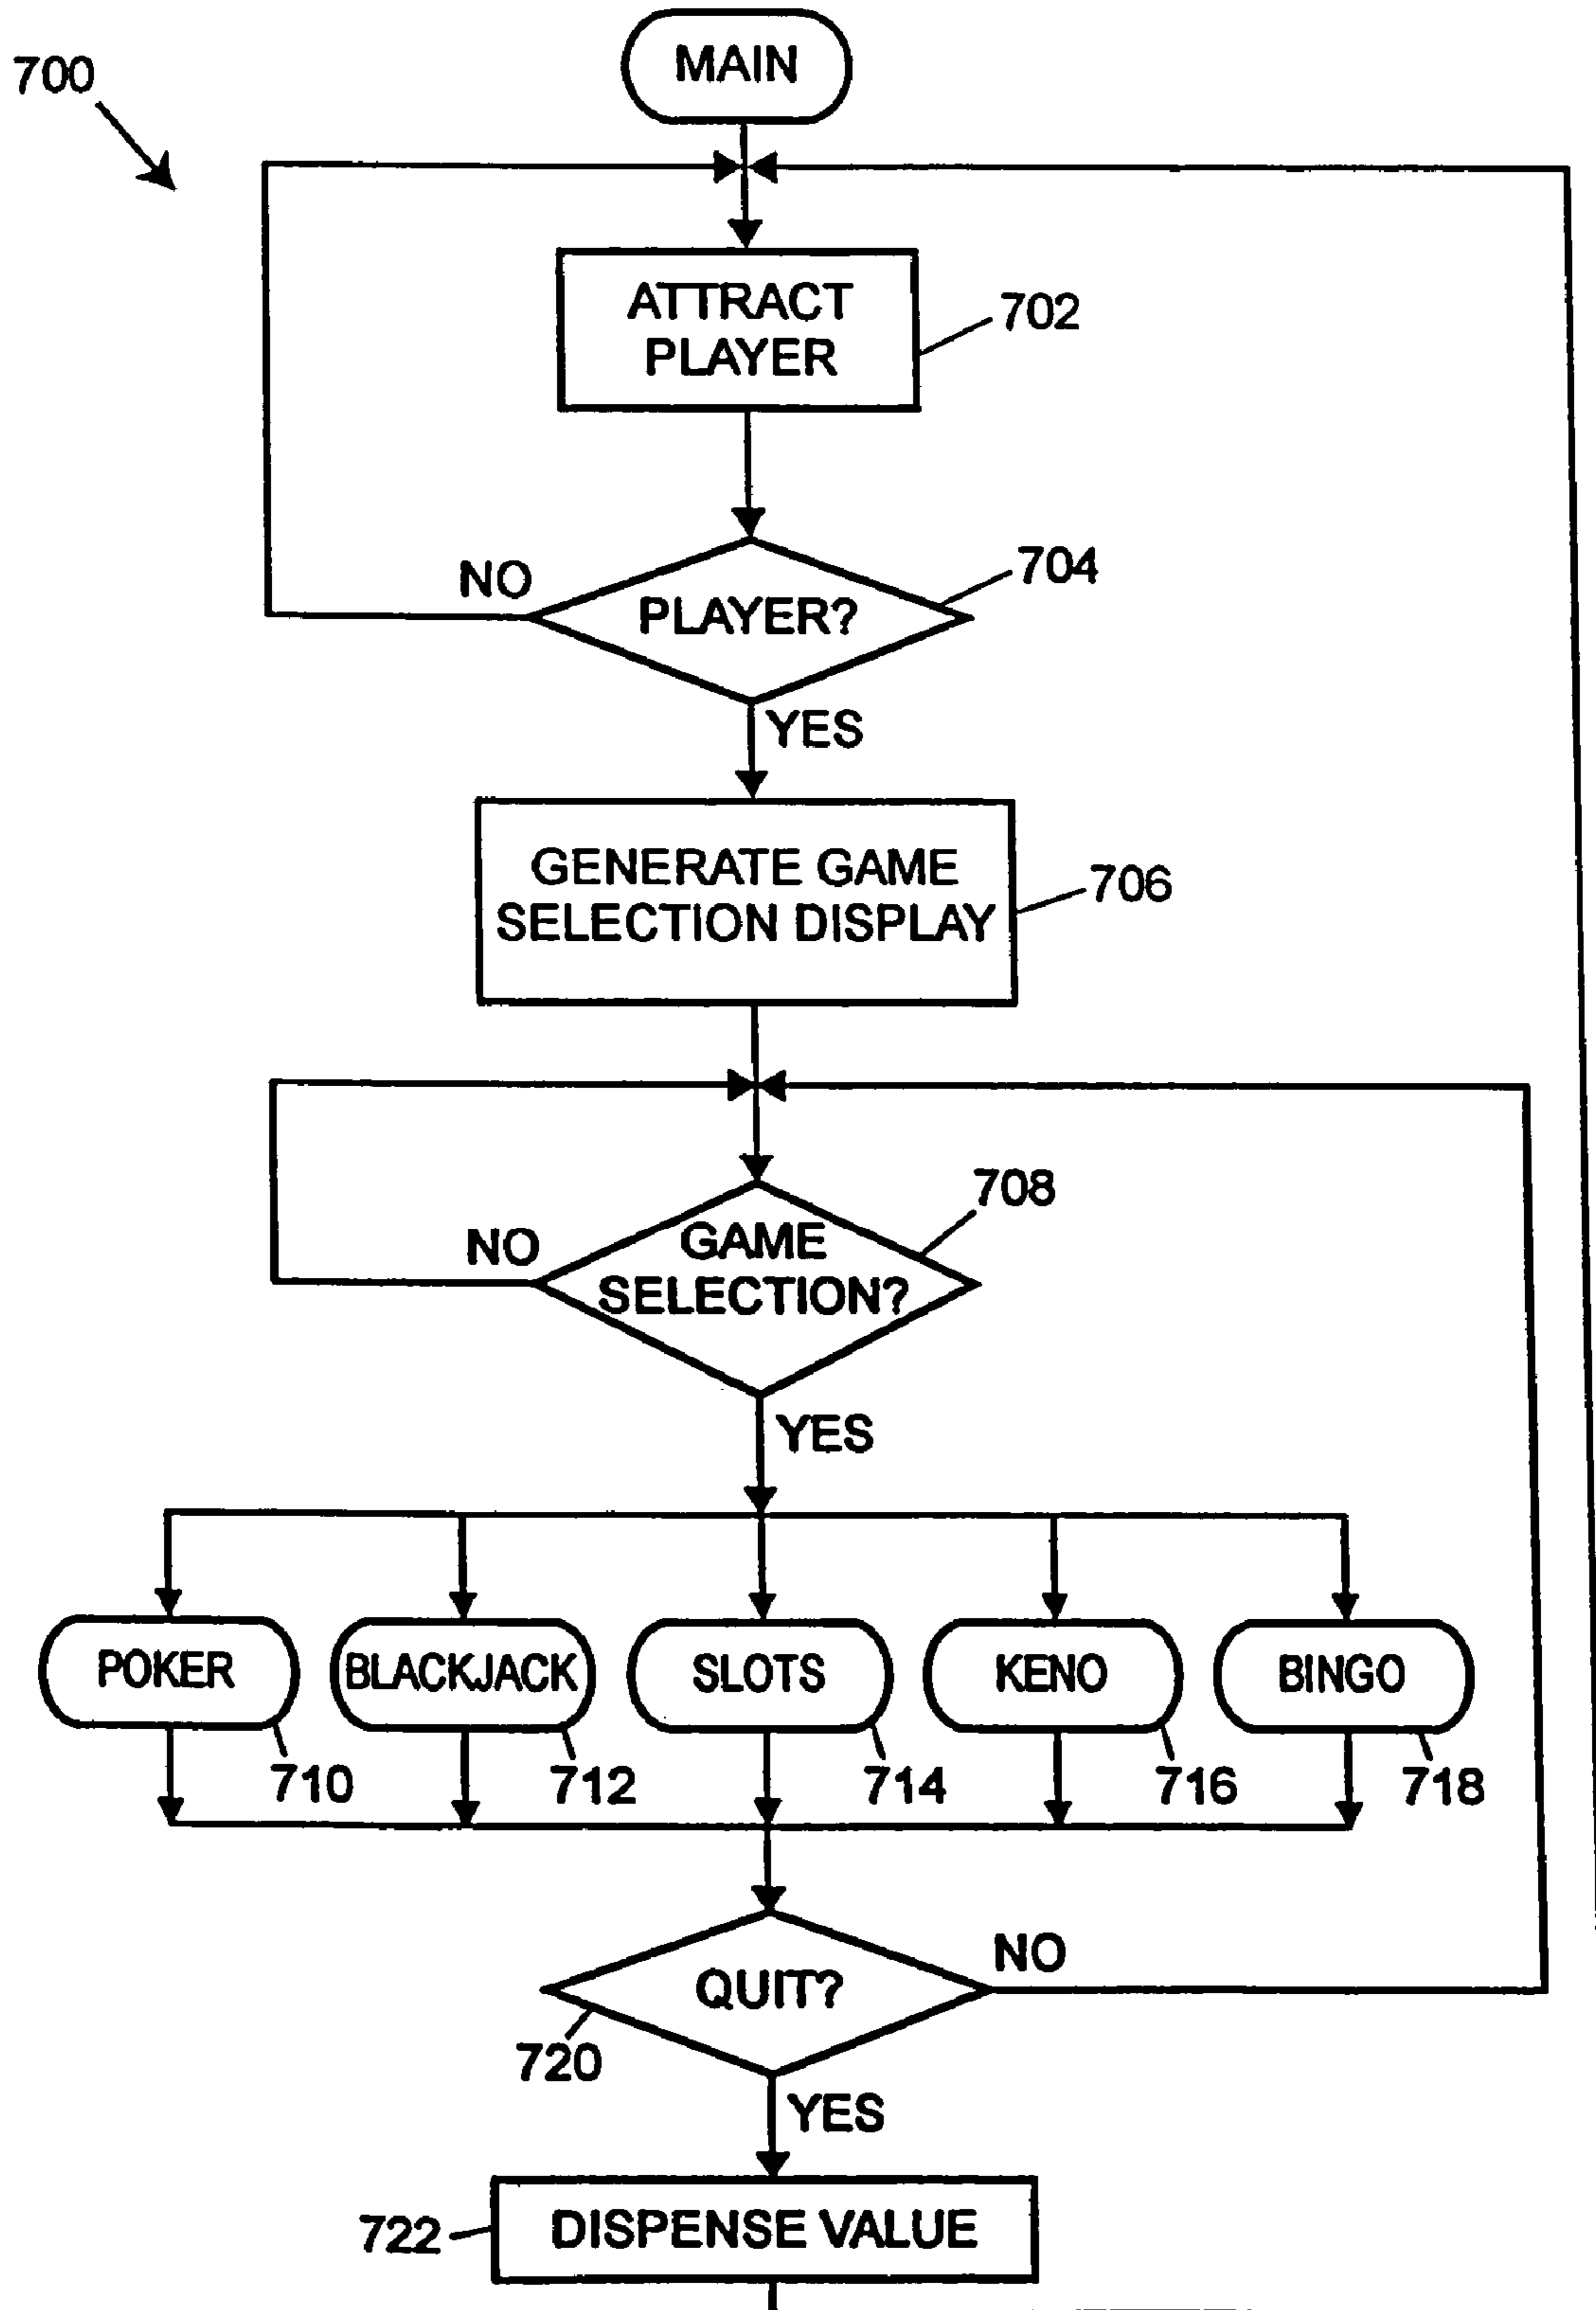 MAIN
700
ATTRACT
PLAYER
702
NO
PLAYER?
704
YES
GENERATE GAME
SELECTION DISPLAY
706
NO
GAME
SELECTION?
708
YES
POKER
BLACKJACK
SLOTS
KENO
BINGO
710
712
714
716
718
QUIT?
NO
720
YES
722
DISPENSE VALUE